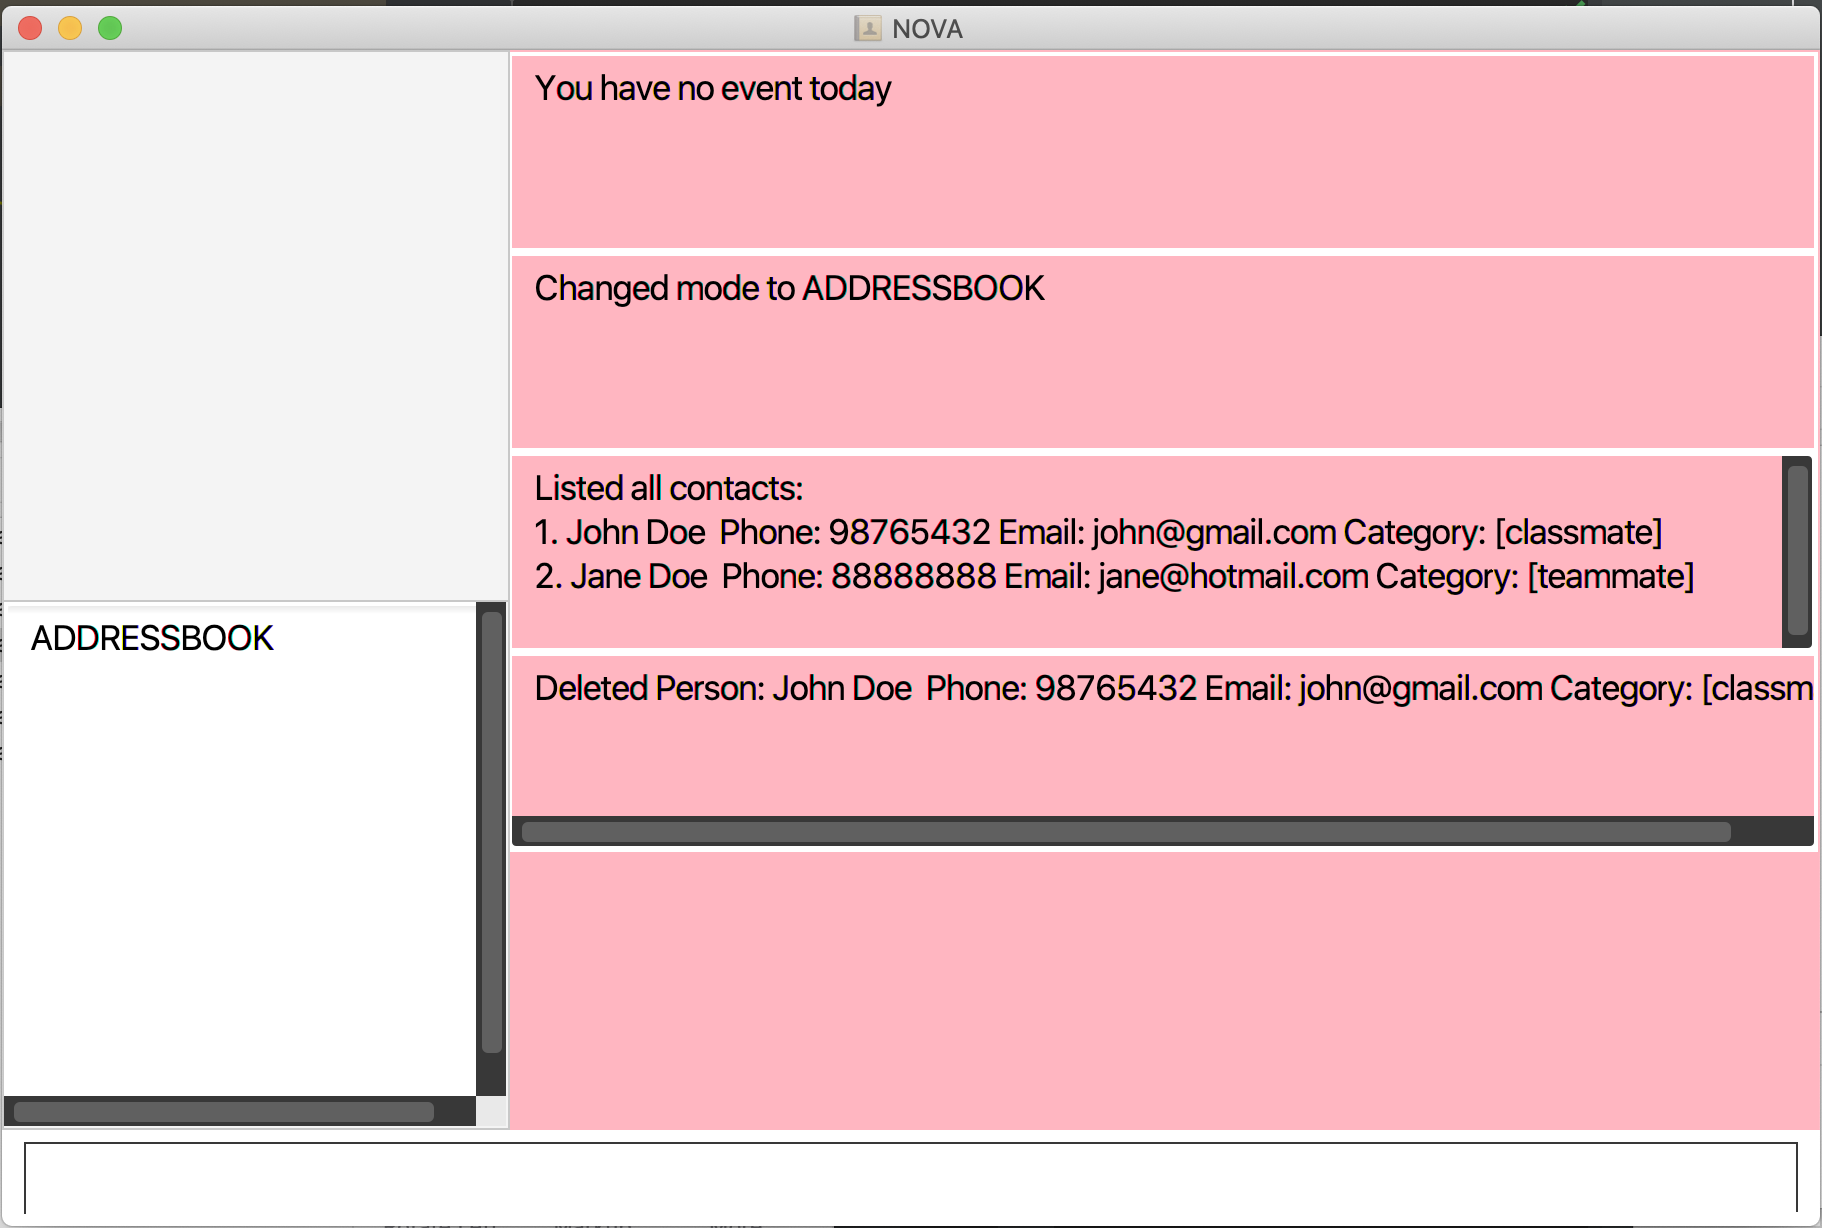 NOVA
You have no event today
Changed mode to ADDRESSBOOK
Listed all contacts:
1. John Doe  Phone: 98765432 Email: john@gmail.com Category: [classmate]
2. Jane Doe  Phone: 88888888 Email: jane@hotmail.com Category: [teammate]
Deleted Person: John Doe  Phone: 98765432 Email: john@gmail.com Category: [classm
ADDRESSBOOK